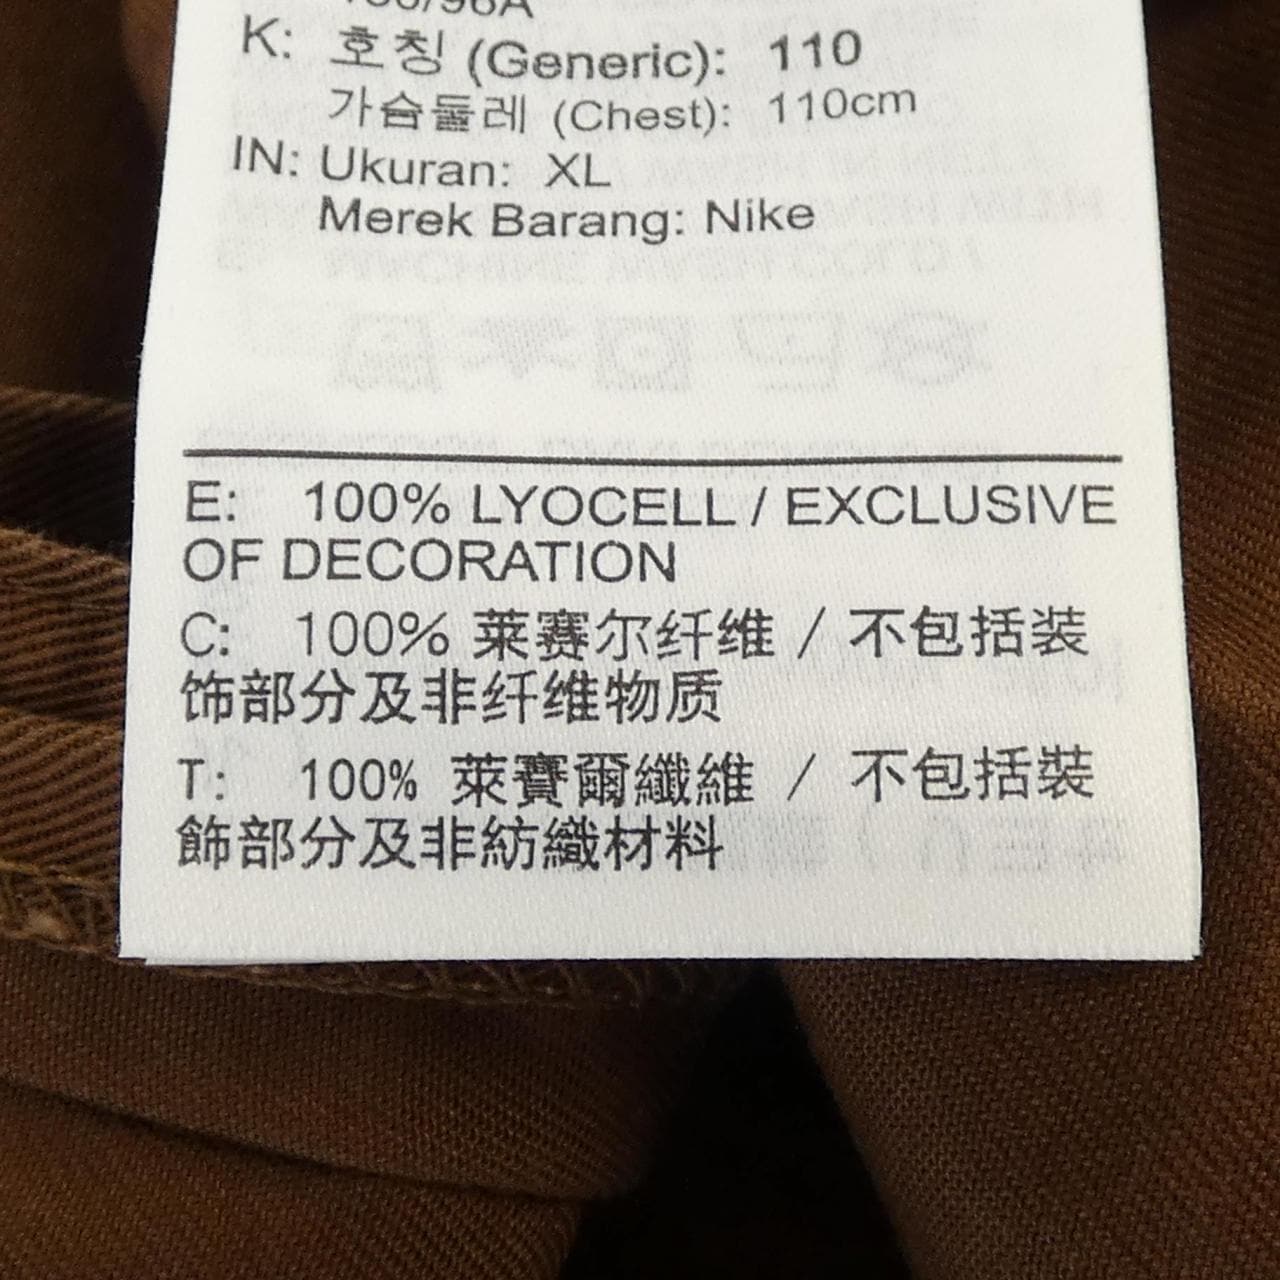 K: 호칭 (Generic): 110
가슴둘레 (Chest): 110cm
IN: Ukuran: XL
Merek Barang: Nike
E: 100% LYOCELL / EXCLUSIVE
OF DECORATION
C: 100% 莱赛尔纤维 / 不包括装
饰部分及非纤维物质
T: 100% 萊賽爾纖維 / 不包括裝
飾部分及非紡織材料